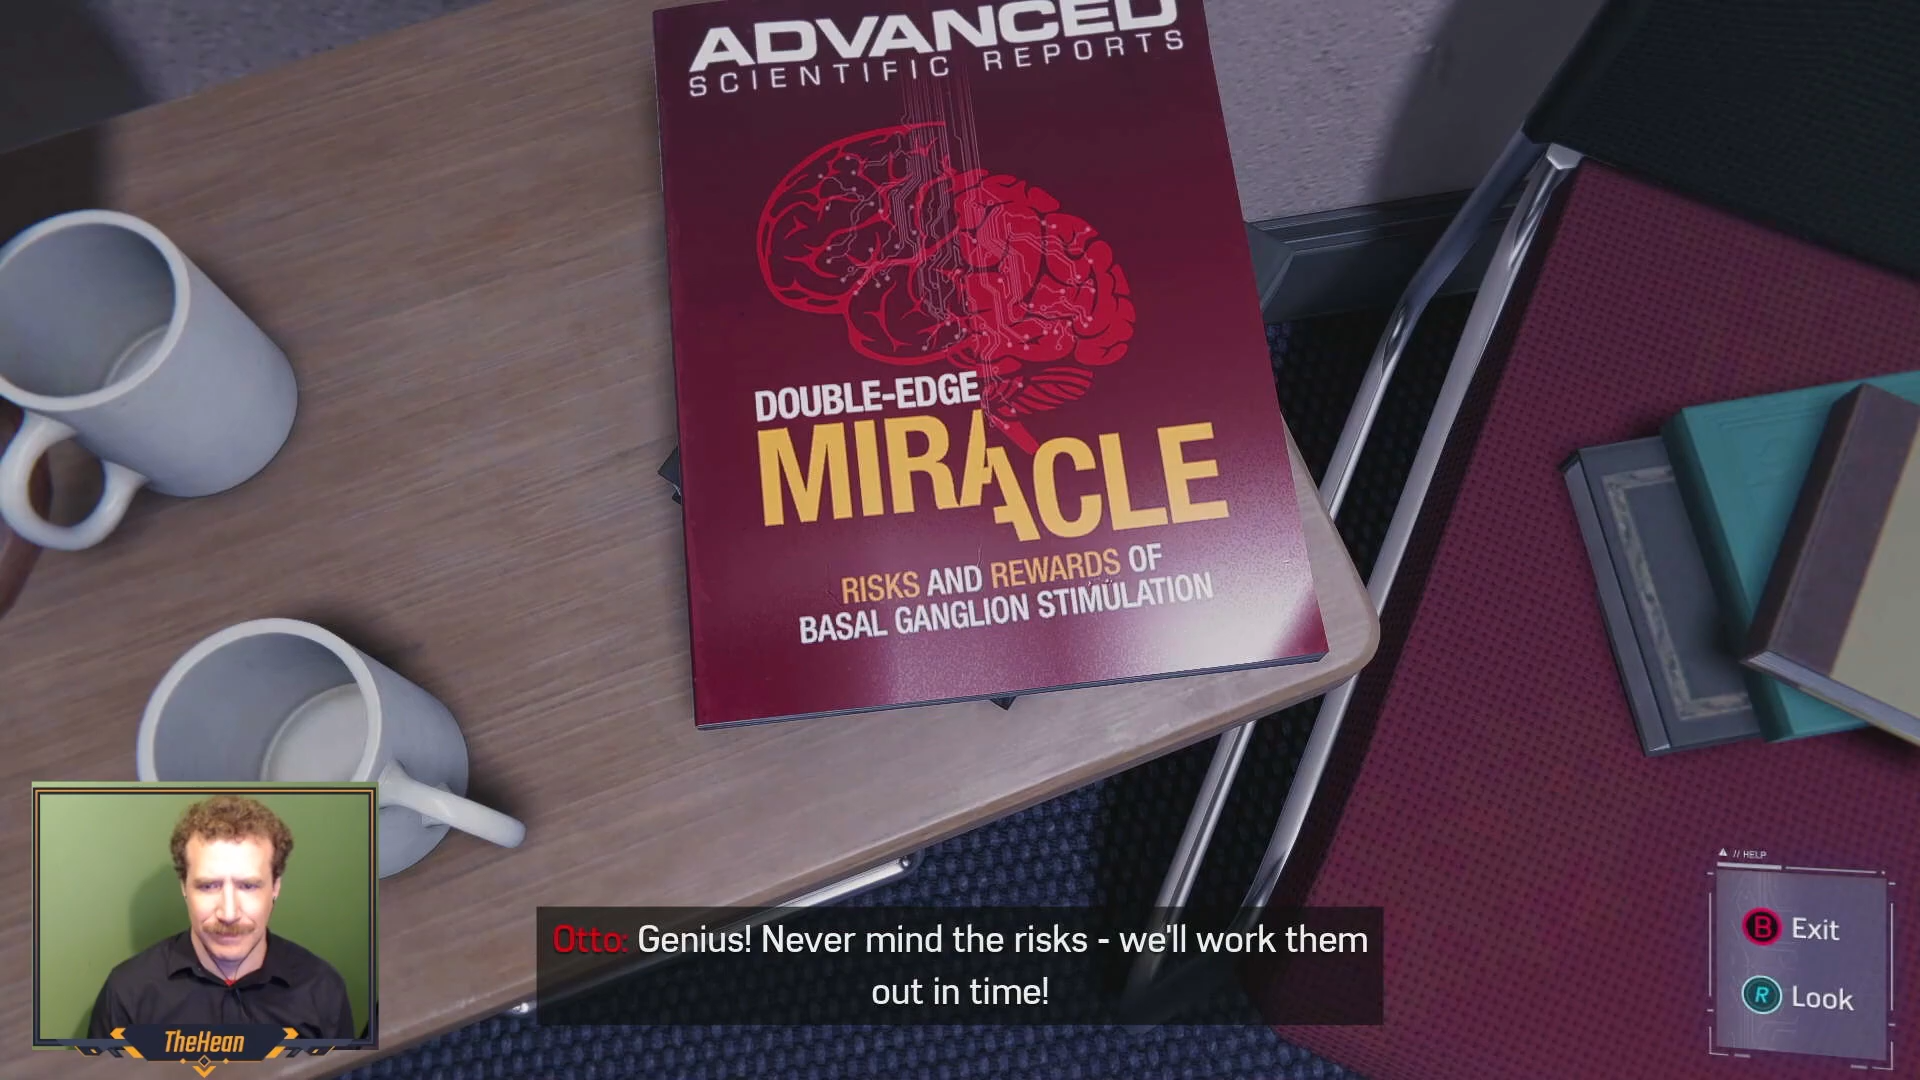 ADVANCED
SCIENTIFIC REPORTS
DOUBLE-EDGE
MIRACLE
RISKS AND REWARDS OF
BASAL GANGLION STIMULATION
// HELP
B Exit
R Look
Otto: Genius! Never mind the risks - we'll work them
out in time!
TheHean